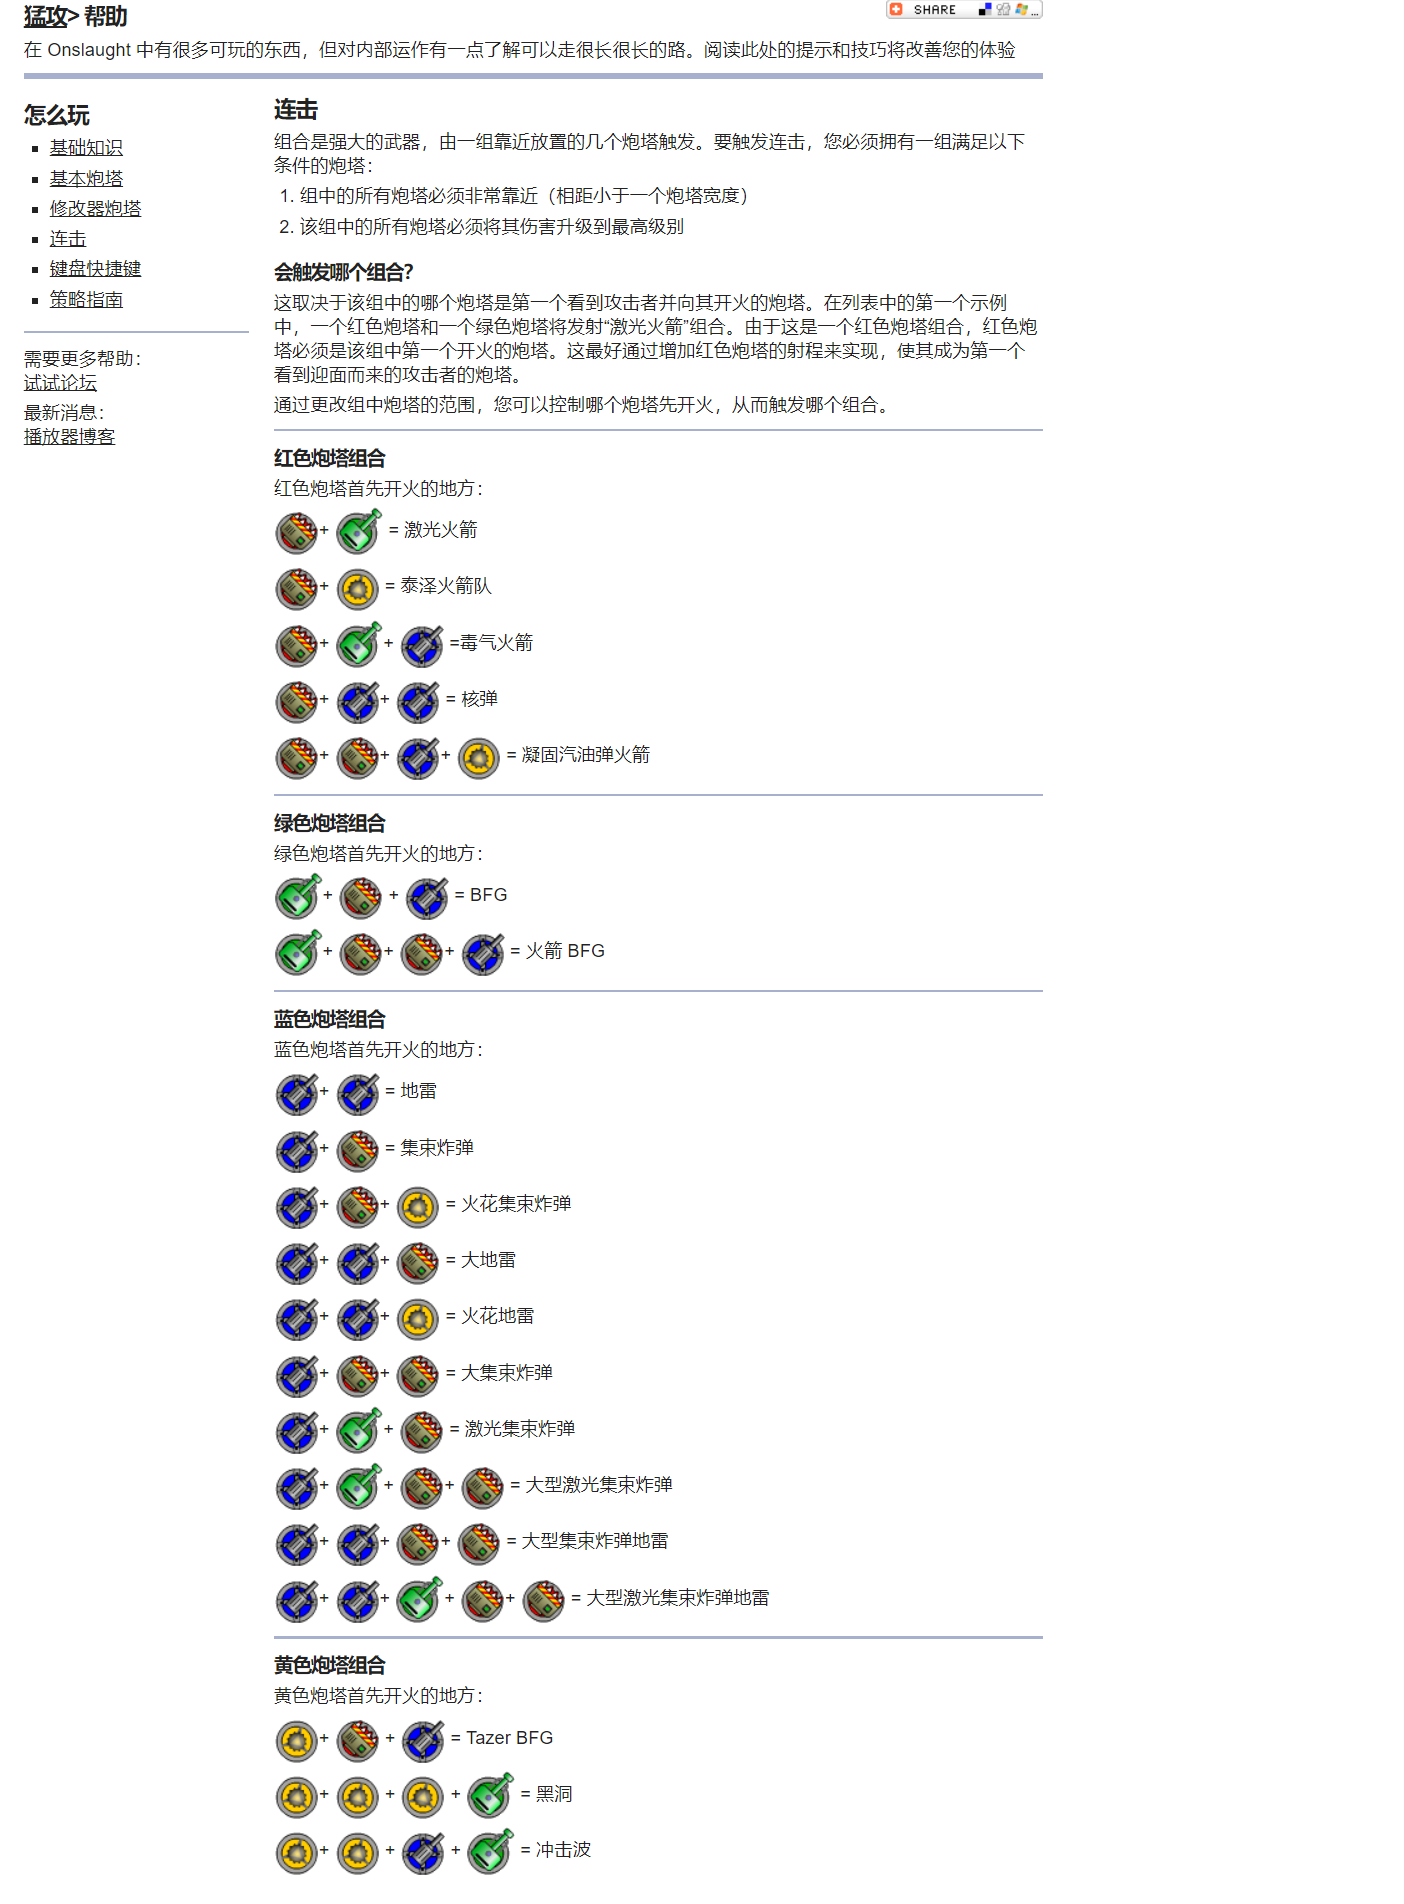 猛攻> 帮助
SHARE ...
在 Onslaught 中有很多可玩的东西，但对内部运作有一点了解可以走很长很长的路。阅读此处的提示和技巧将改善您的体验
怎么玩
基础知识
基本炮塔
修改器炮塔
连击
键盘快捷键
策略指南
需要更多帮助：
试试论坛
最新消息：
播放器博客
连击
组合是强大的武器，由一组靠近放置的几个炮塔触发。要触发连击，您必须拥有一组满足以下
条件的炮塔：
1. 组中的所有炮塔必须非常靠近（相距小于一个炮塔宽度）
2. 该组中的所有炮塔必须将其伤害升级到最高级别
会触发哪个组合？
这取决于该组中的哪个炮塔是第一个看到攻击者并向其开火的炮塔。在列表中的第一个示例
中，一个红色炮塔和一个绿色炮塔将发射“激光火箭”组合。由于这是一个红色炮塔组合，红色炮
塔必须是该组中第一个开火的炮塔。这最好通过增加红色炮塔的射程来实现，使其成为第一个
看到迎面而来的攻击者的炮塔。
通过更改组中炮塔的范围，您可以控制哪个炮塔先开火，从而触发哪个组合。
红色炮塔组合
红色炮塔首先开火的地方：
+ = 激光火箭
+ = 泰泽火箭队
+ + =毒气火箭
+ + = 核弹
+ + + = 凝固汽油弹火箭
绿色炮塔组合
绿色炮塔首先开火的地方：
+ + = BFG
+ + + = 火箭 BFG
蓝色炮塔组合
蓝色炮塔首先开火的地方：
+ = 地雷
+ = 集束炸弹
+ + = 火花集束炸弹
+ + = 大地雷
+ + = 火花地雷
+ + = 大集束炸弹
+ + = 激光集束炸弹
+ + + = 大型激光集束炸弹
+ + + = 大型集束炸弹地雷
+ + + + = 大型激光集束炸弹地雷
黄色炮塔组合
黄色炮塔首先开火的地方：
+ + = Tazer BFG
+ + + = 黑洞
+ + + = 冲击波